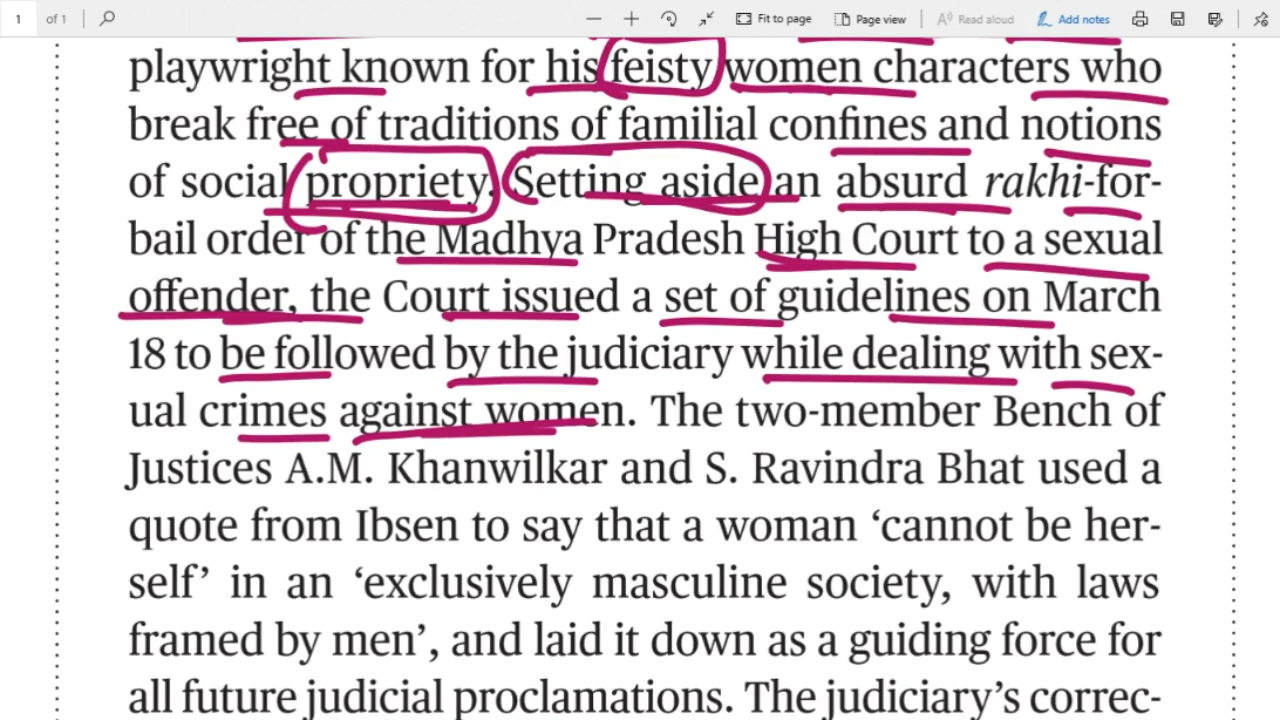 1 of 1 Fit to page Page view Read aloud Add notes
playwright known for his feisty women characters who
break free of traditions of familial confines and notions
of social propriety. Setting aside an absurd rakhi-for-
bail order of the Madhya Pradesh High Court to a sexual
offender, the Court issued a set of guidelines on March
18 to be followed by the judiciary while dealing with sex-
ual crimes against women. The two-member Bench of
Justices A.M. Khanwilkar and S. Ravindra Bhat used a
quote from Ibsen to say that a woman ‘cannot be her-
self’ in an ‘exclusively masculine society, with laws
framed by men’, and laid it down as a guiding force for
all future judicial proclamations. The judiciary’s correc-